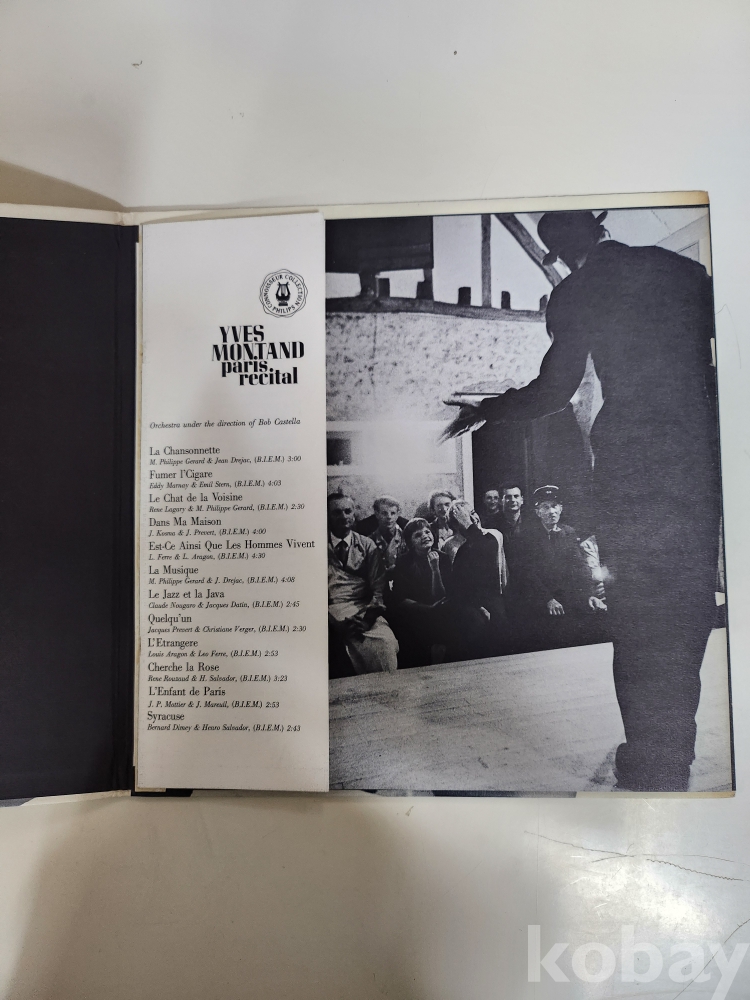 CONNOISSEUR COLLECTION
PHILIPS
YVES
MONTAND
paris
recital
Orchestra under the direction of Bob Castella
La Chansonnette
M. Philippe Gerard & Jean Drejac, (B.I.E.M.) 3:00
Fumer l'Cigare
Eddy Marnay & Emil Stern, (B.I.E.M.) 4:03
Le Chat de la Voisine
Rene Lagary & M. Philippe Gerard, (B.I.E.M.) 2:30
Dans Ma Maison
J. Kosma & J. Prevert, (B.I.E.M.) 4:00
Est-Ce Ainsi Que Les Hommes Vivent
L. Ferre & L. Aragon, (B.I.E.M.) 4:30
La Musique
M. Philippe Gerard & J. Drejac, (B.I.E.M.) 4:08
Le Jazz et la Java
Claude Nougaro & Jacques Datin, (B.I.E.M.) 2:45
Quelqu'un
Jacques Prevert & Christiane Verger, (B.I.E.M.) 2:30
L'Etrangere
Louis Aragon & Leo Ferre, (B.I.E.M.) 2:53
Cherche la Rose
Rene Rouzaud & H. Salvador, (B.I.E.M.) 3:23
L'Enfant de Paris
J. P. Mottier & J. Mareuil, (B.I.E.M.) 2:53
Syracuse
Bernard Dimey & Henro Salvador, (B.I.E.M.) 2:43
kobay